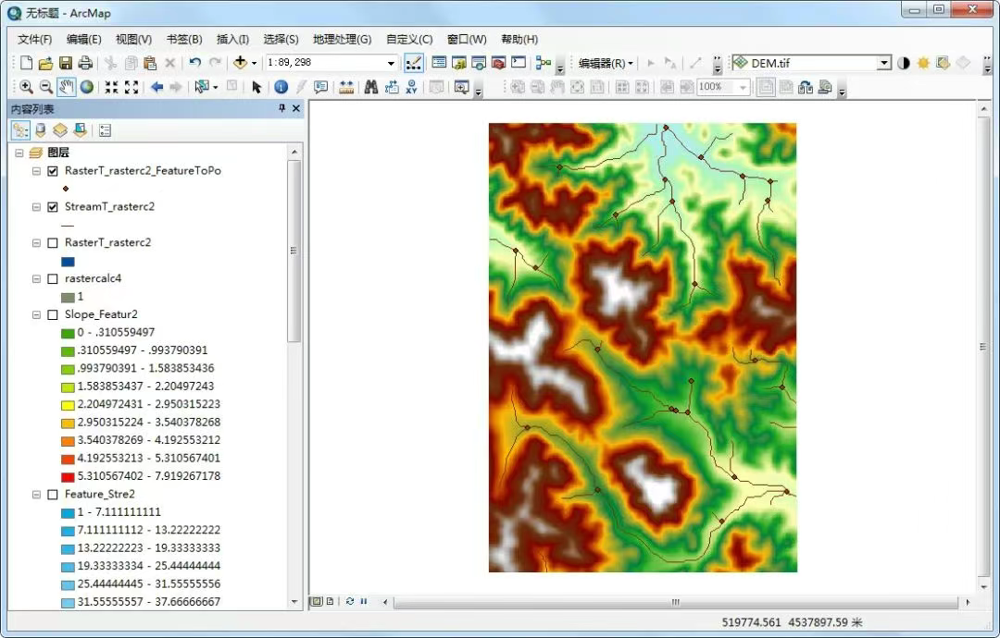 无标题 - ArcMap
文件(F) 编辑(E) 视图(V) 书签(B) 插入(I) 选择(S) 地理处理(G) 自定义(C) 窗口(W) 帮助(H)
1:89,298 编辑器(R) DEM.tif
100%
内容列表
图层
RasterT_rasterc2_FeatureToPo
StreamT_rasterc2
RasterT_rasterc2
rastercalc4
1
Slope_Featur2
0 - .310559497
.310559497 - .993790391
.993790391 - 1.583853436
1.583853437 - 2.20497243
2.204972431 - 2.950315223
2.950315224 - 3.540378268
3.540378269 - 4.192553212
4.192553213 - 5.310567401
5.310567402 - 7.919267178
Feature_Stre2
1 - 7.111111111
7.111111112 - 13.22222222
13.22222223 - 19.33333333
19.33333334 - 25.44444444
25.44444445 - 31.55555556
31.55555557 - 37.66666667
519774.561 4537897.59 米